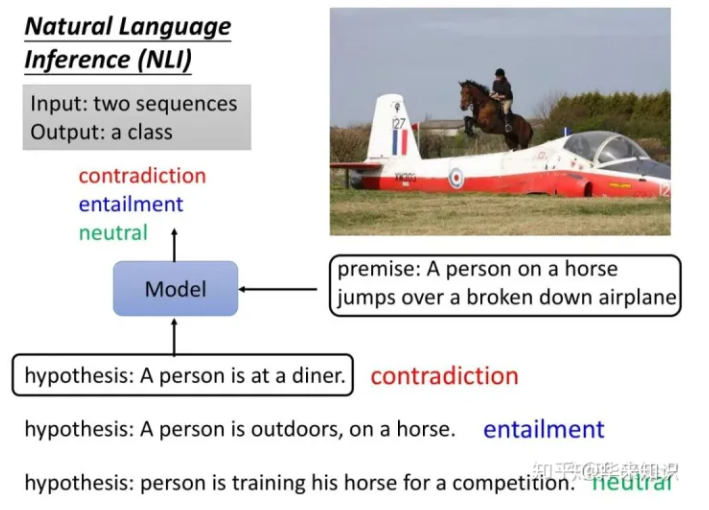 Natural Language
Inference (NLI)
Input: two sequences
Output: a class
contradiction
entailment
neutral
Model
127
XW303
12
premise: A person on a horse
jumps over a broken down airplane
hypothesis: A person is at a diner. contradiction
hypothesis: A person is outdoors, on a horse. entailment
hypothesis: person is training his horse for a competition. neutral
知乎